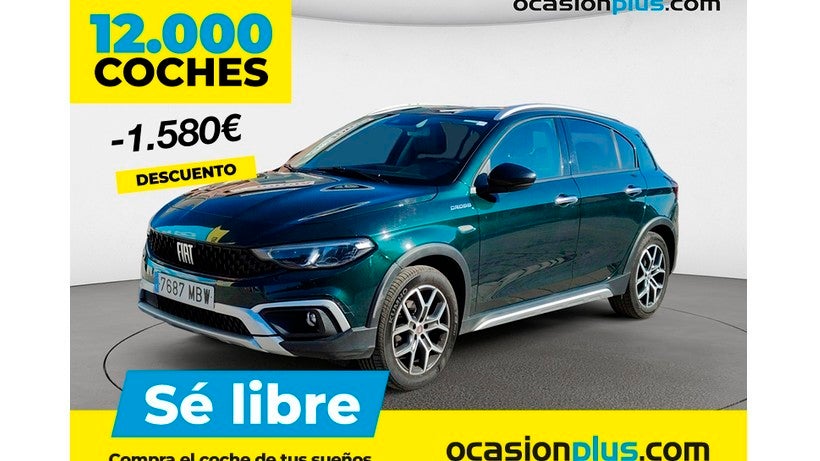 ocasionplus.com
12.000
COCHES
-1.580€
DESCUENTO
CROSS
FIAT
7687 MBW
Sé libre
Compra el coche de tus sueños
ocasionplus.com